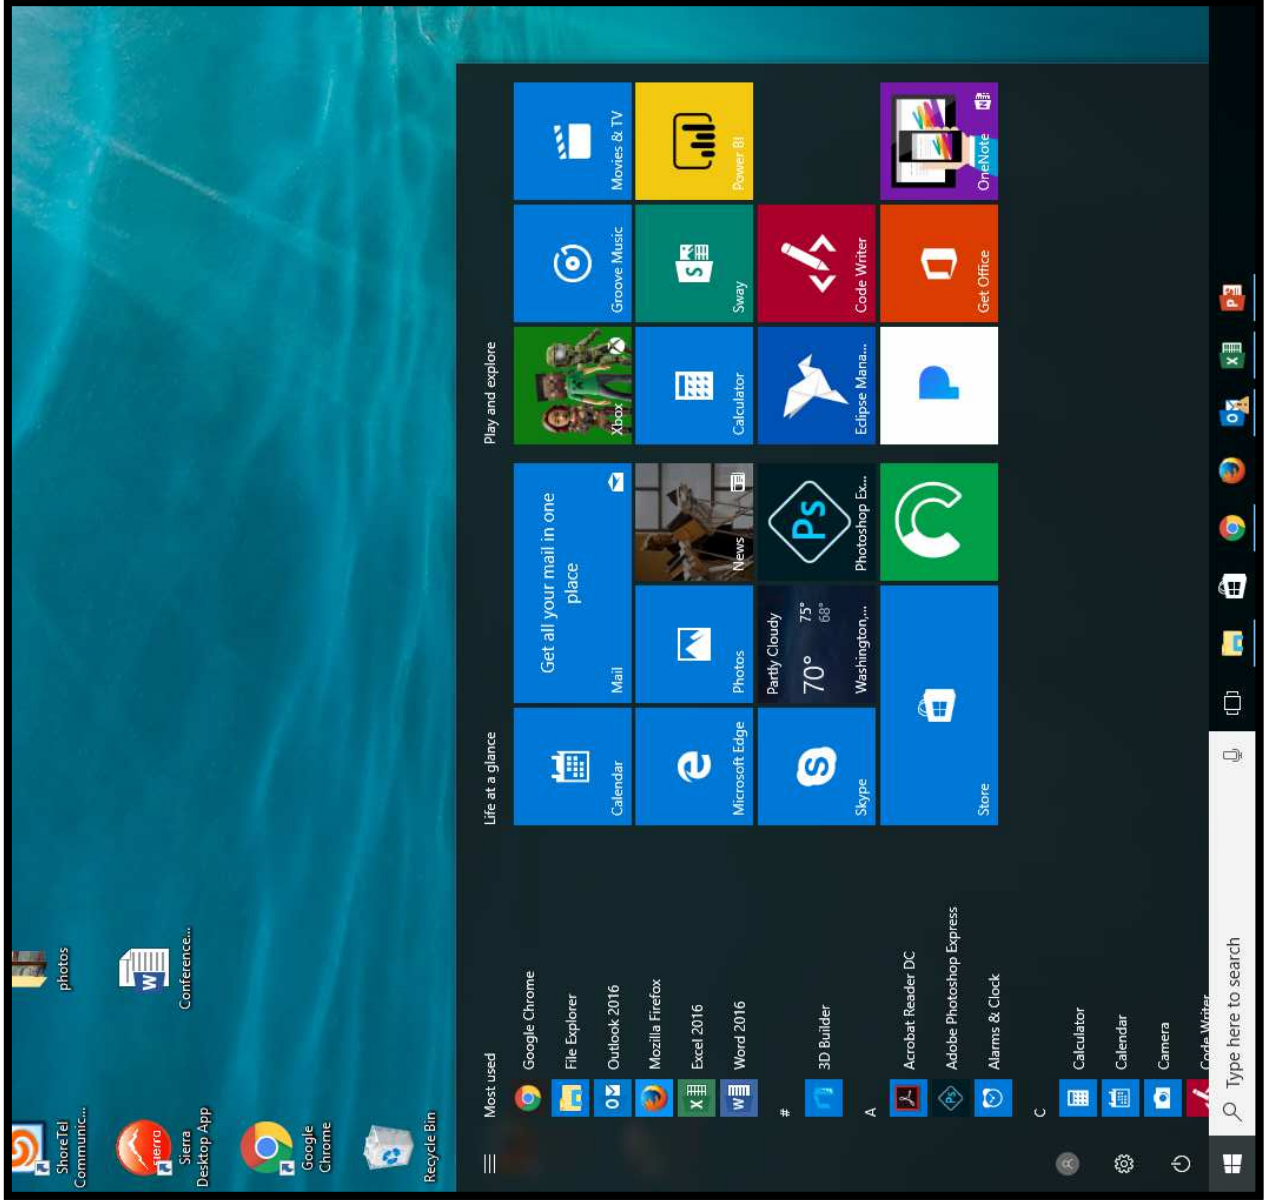 ShoreTel
Communic...
photos
Sierra
Desktop App
Conference...
Google
Chrome
Recycle Bin
Most used
Google Chrome
File Explorer
Outlook 2016
Mozilla Firefox
Excel 2016
Word 2016
#
3D Builder
A
Acrobat Reader DC
Adobe Photoshop Express
Alarms & Clock
C
Calculator
Calendar
Camera
Code Writer
Life at a glance
Calendar
Get all your mail in one
place
Mail
Microsoft Edge
Photos
News
Skype
Partly Cloudy
70° 75°
68°
Washington,...
Ps
Photoshop Ex...
Store
Play and explore
Xbox
Groove Music
Movies & TV
Calculator
Sway
Power BI
Eclipse Mana...
Code Writer
Get Office
OneNote
Type here to search